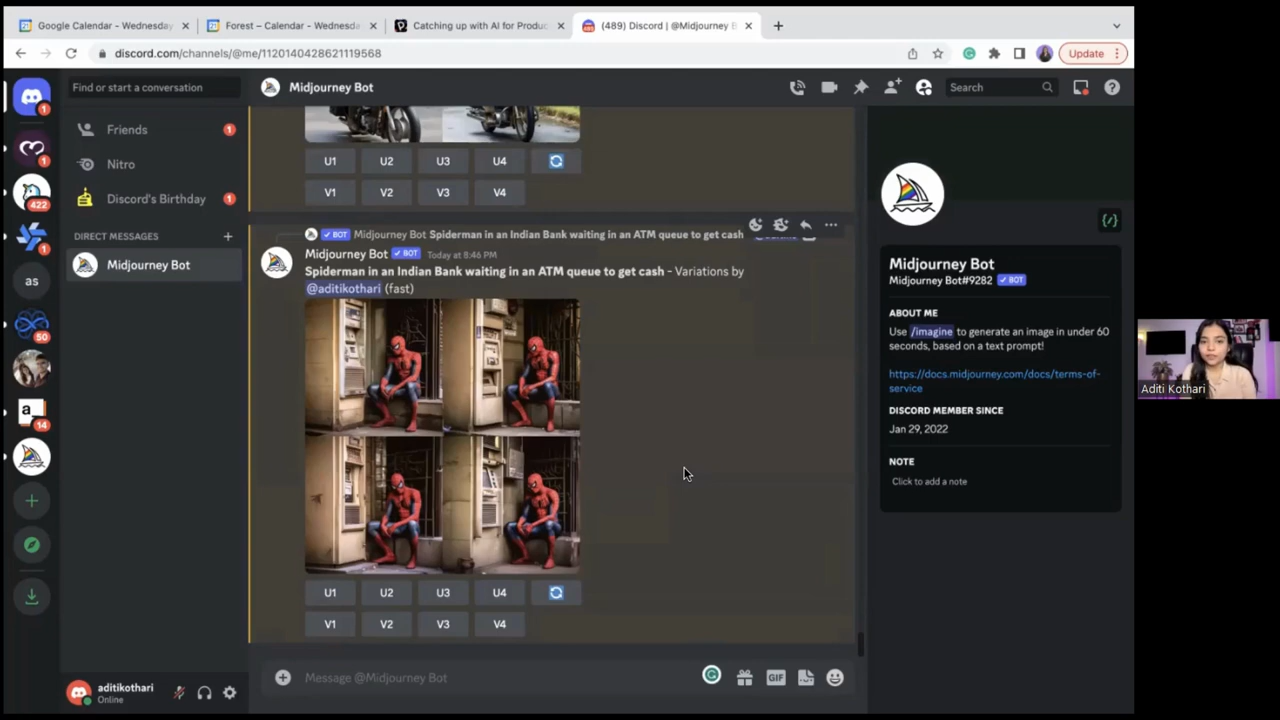 Google Calendar - Wednesday
Forest – Calendar - Wednesda
Catching up with AI for Produc
(489) Discord | @Midjourney B
discord.com/channels/@me/1120140428621119568
Update
Find or start a conversation
Midjourney Bot
Search
1
Friends
1
Nitro
Discord's Birthday
1
DIRECT MESSAGES
Midjourney Bot
1
422
1
as
50
a
14
U1 U2 U3 U4
V1 V2 V3 V4
BOT Midjourney Bot Spiderman in an Indian Bank waiting in an ATM queue to get cash
Midjourney Bot BOT Today at 8:46 PM
Spiderman in an Indian Bank waiting in an ATM queue to get cash - Variations by
@aditikothari (fast)
U1 U2 U3 U4
V1 V2 V3 V4
Message @Midjourney Bot
GIF
aditikothari
Online
Midjourney Bot
Midjourney Bot#9282 BOT
ABOUT ME
Use /imagine to generate an image in under 60
seconds, based on a text prompt!
https://docs.midjourney.com/docs/terms-of-
service
DISCORD MEMBER SINCE
Jan 29, 2022
NOTE
Click to add a note
Aditi Kothari